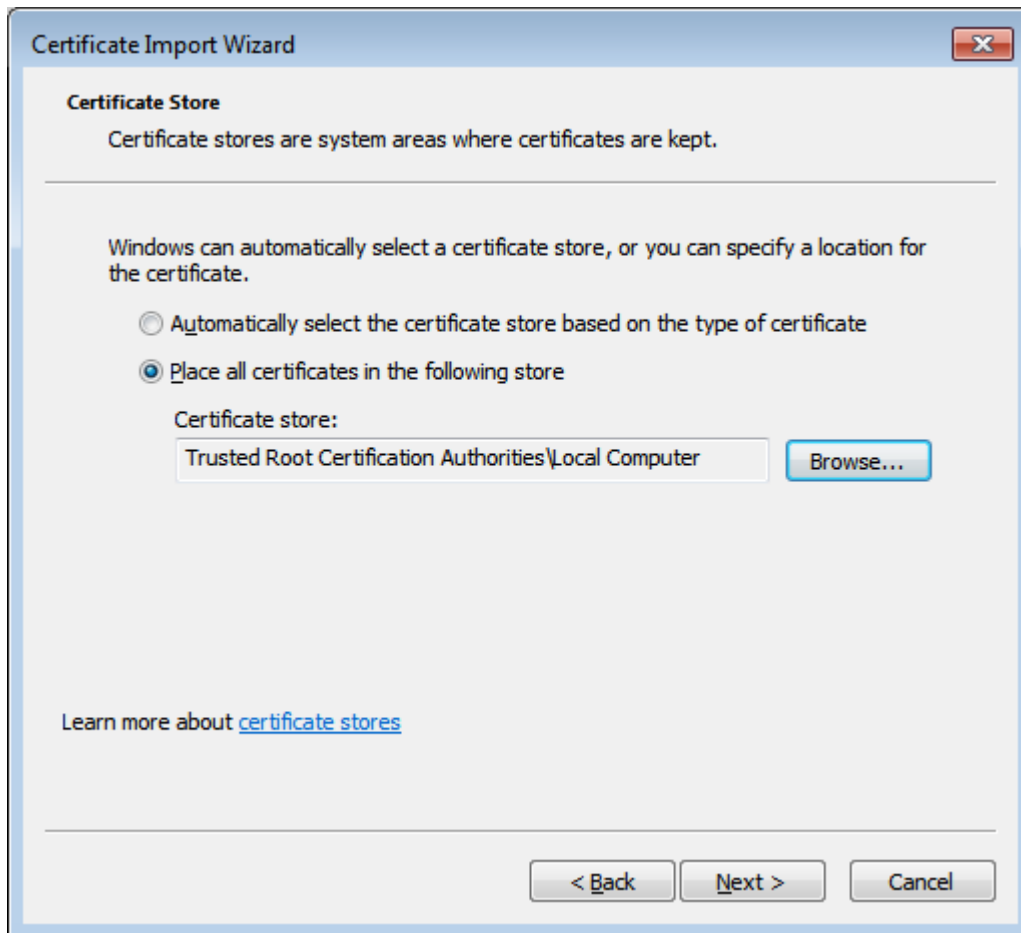 Certificate Import Wizard
Certificate Store
Certificate stores are system areas where certificates are kept.
Windows can automatically select a certificate store, or you can specify a location for
the certificate.
Automatically select the certificate store based on the type of certificate
Place all certificates in the following store
Certificate store:
Trusted Root Certification Authorities\Local Computer
Browse...
Learn more about certificate stores
< Back
Next >
Cancel